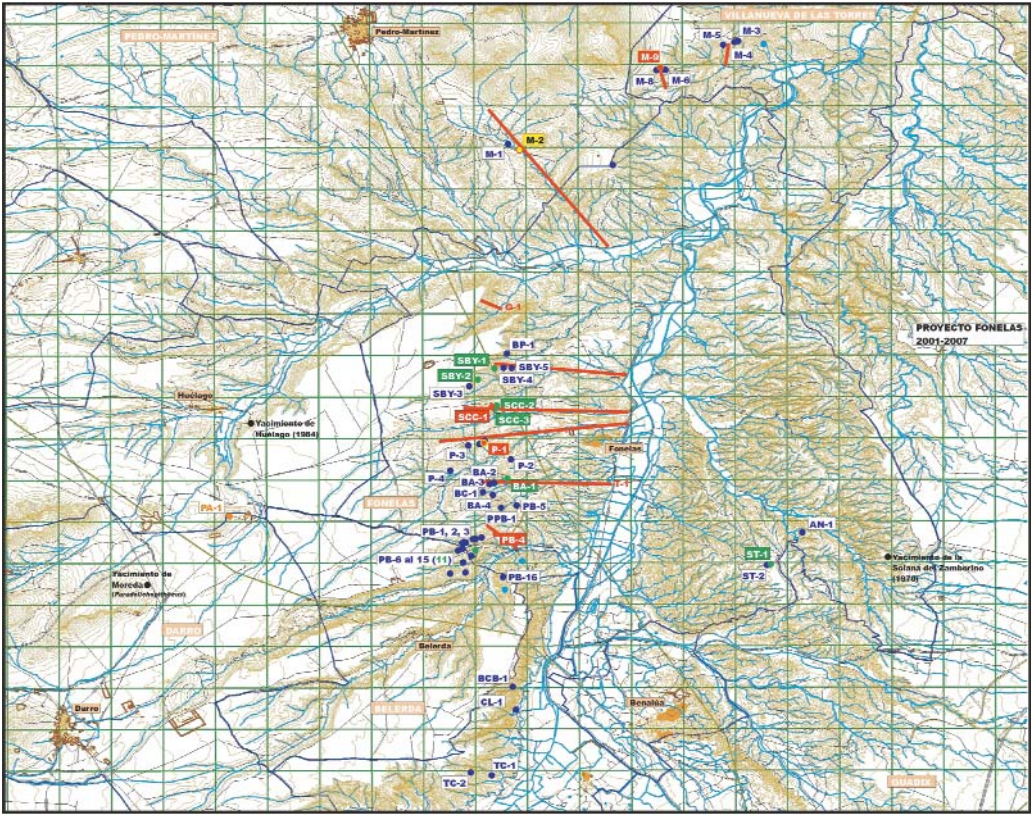 VILLANUEVA DE LAS TORRES
PEDRO-MARTÍNEZ
Pedro-Martínez
M-5
M-3
M-4
M-9
M-8
M-6
M-2
M-1
G-1
BP-1
PROYECTO FONELAS
2001-2007
SBY-1
SBY-5
SBY-2
SBY-4
SBY-3
Huélago
SCC-2
SCC-1
SCC-3
Yacimiento de
Huélago (1984)
P-1
P-3
Fonelas
P-2
P-4
BA-2
BA-3
BA-1
T-1
BC-1
FONELAS
PA-1
BA-4
PB-5
PPB-1
AN-1
PB-1, 2, 3
PB-4
PB-6 al 15 (11)
ST-1
Yacimiento de la
Solana del Zamborino
(1970)
ST-2
PB-16
Yacimiento de
Moreda
DARRO
Belerda
BCB-1
CL-1
Benalúa
BELERDA
Darro
TC-1
TC-2
GUADIX